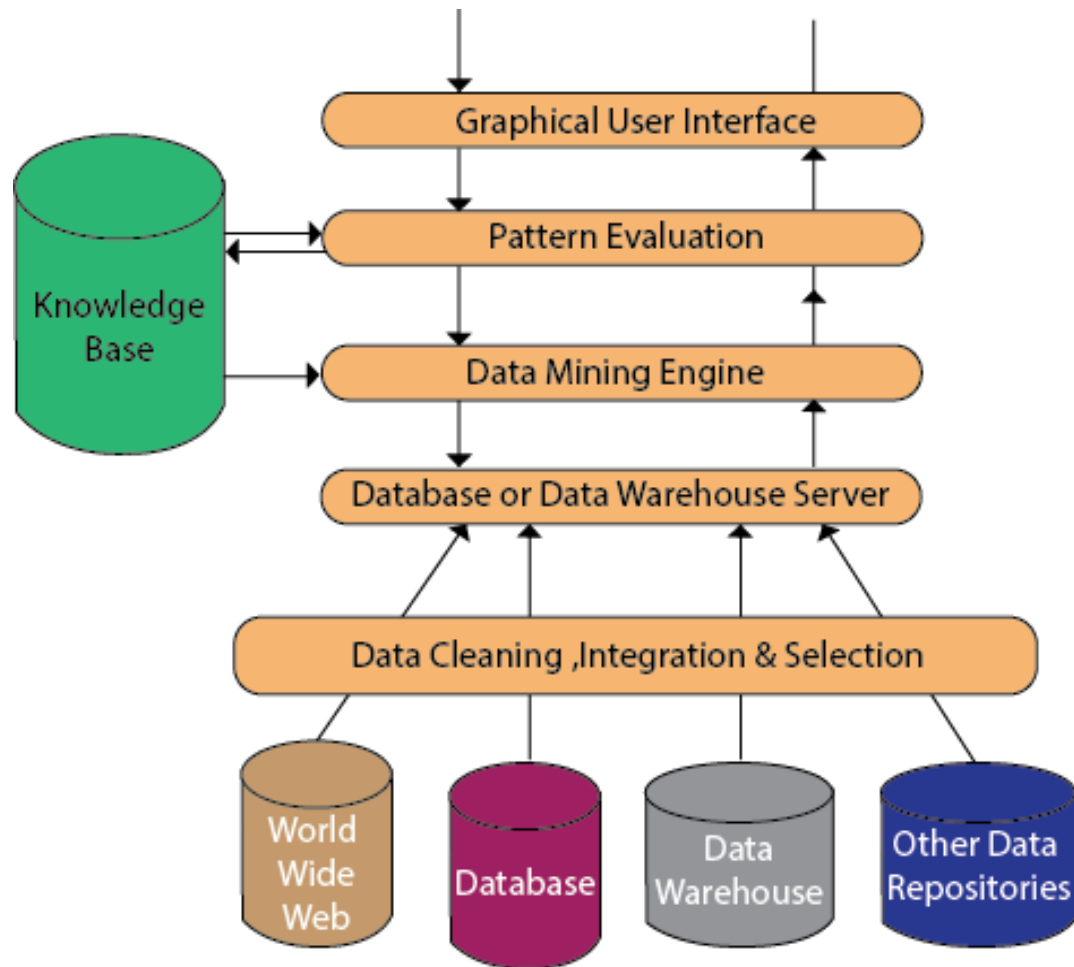 Graphical User Interface
Pattern Evaluation
Knowledge
Base
Data Mining Engine
Database or Data Warehouse Server
Data Cleaning ,Integration & Selection
World
Wide
Web
Database
Data
Warehouse
Other Data
Repositories